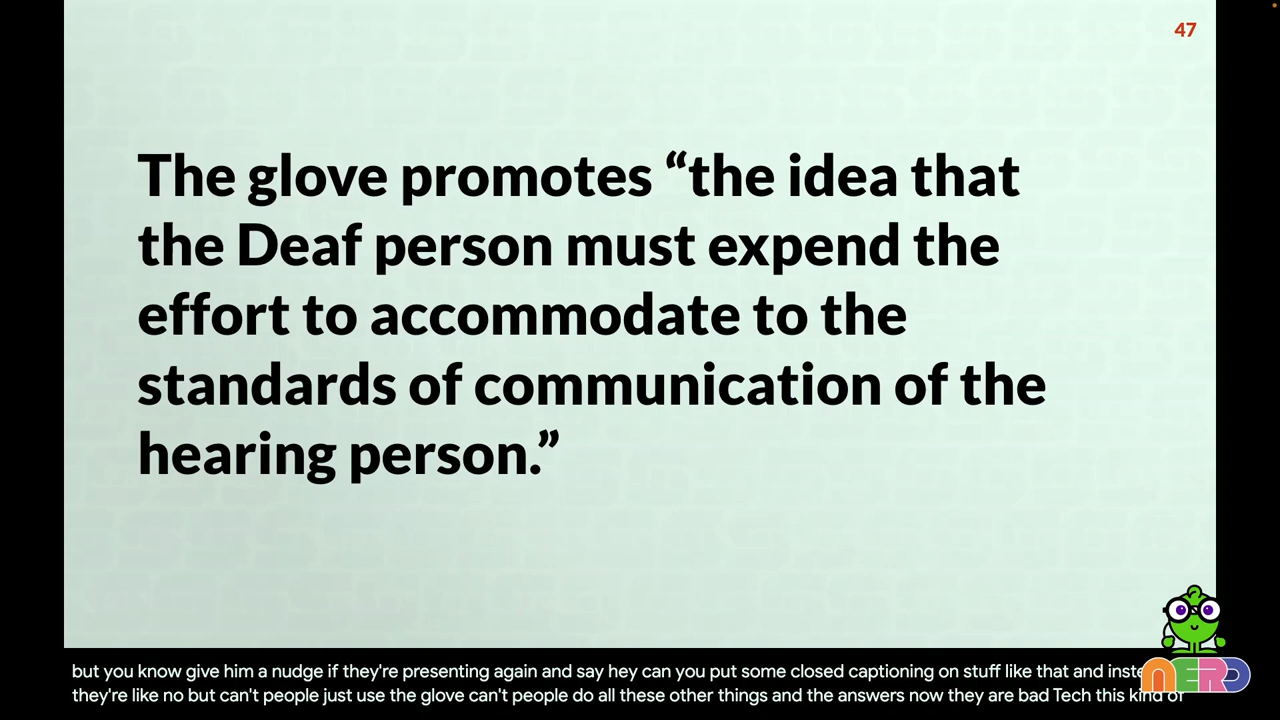 47
The glove promotes “the idea that
the Deaf person must expend the
effort to accommodate to the
standards of communication of the
hearing person.”
but you know give him a nudge if they're presenting again and say hey can you put some closed captioning on stuff like that and
they're like no but can't people just use the glove can't people do all these other things and the answers now they are bad Tech this kind of
NERD